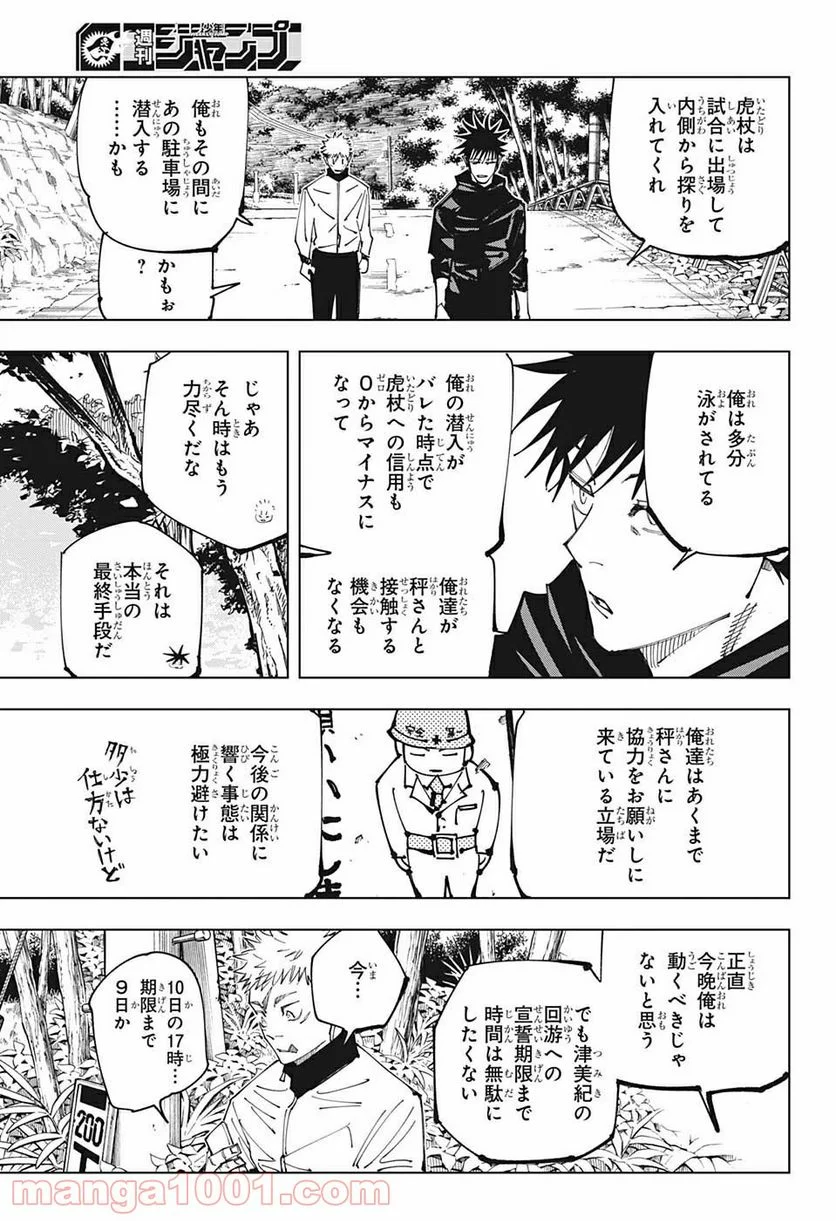 週刊
少年
ジャンプ
虎杖は
試合に出場して
内側から探りを
入れてくれ
俺もその間に
あの駐車場に
潜入する
……かも
かもぉ
?
俺は多分
泳がされてる
俺の潜入が
バレた時点で
虎杖への信用も
0からマイナスに
なって
俺達が
秤さんと
接触する
機会も
なくなる
じゃあ
そん時はもう
力尽くだな
それは
本当の
最終手段だ
俺達はあくまで
秤さんに
協力をお願いしに
来ている立場だ
安全第一
今後の関係に
響く事態は
極力避けたい
多少は
仕方ないけど
正直
今晩俺は
動くべきじゃ
ないと思う
でも津美紀の
回游への
宣誓期限まで
時間は無駄に
したくない
今…
10日の17時…
期限まで
9日か
200
manga1001.com